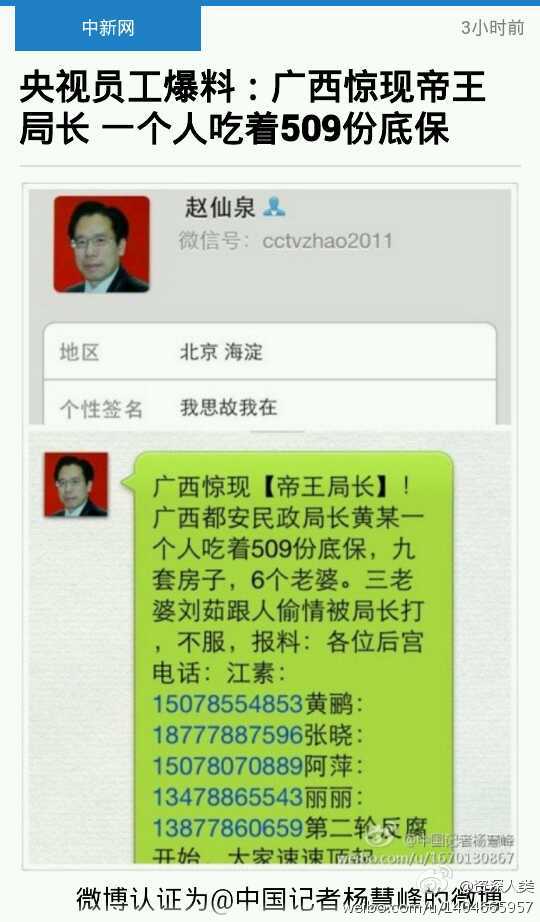 中新网
3小时前
央视员工爆料：广西惊现帝王
局长 一个人吃着509份底保
赵仙泉
微信号：cctvzhao2011
地区 北京 海淀
个性签名 我思故我在
广西惊现【帝王局长】！
广西都安民政局长黄某一
个人吃着509份底保，九
套房子，6个老婆。三老
婆刘茹跟人偷情被局长打
，不服，报料：各位后宫
电话：江素：
15078554853黄鹂：
18777887596张晓：
15078070889阿萍：
13478865543丽丽：
13877860659第二轮反腐
开始，大家速速顶起
@中国记者杨慧峰
weibo.com/u/1670130867
微博认证为@中国记者杨慧峰的微博
@资深人类
weibo.com/u/1404665957